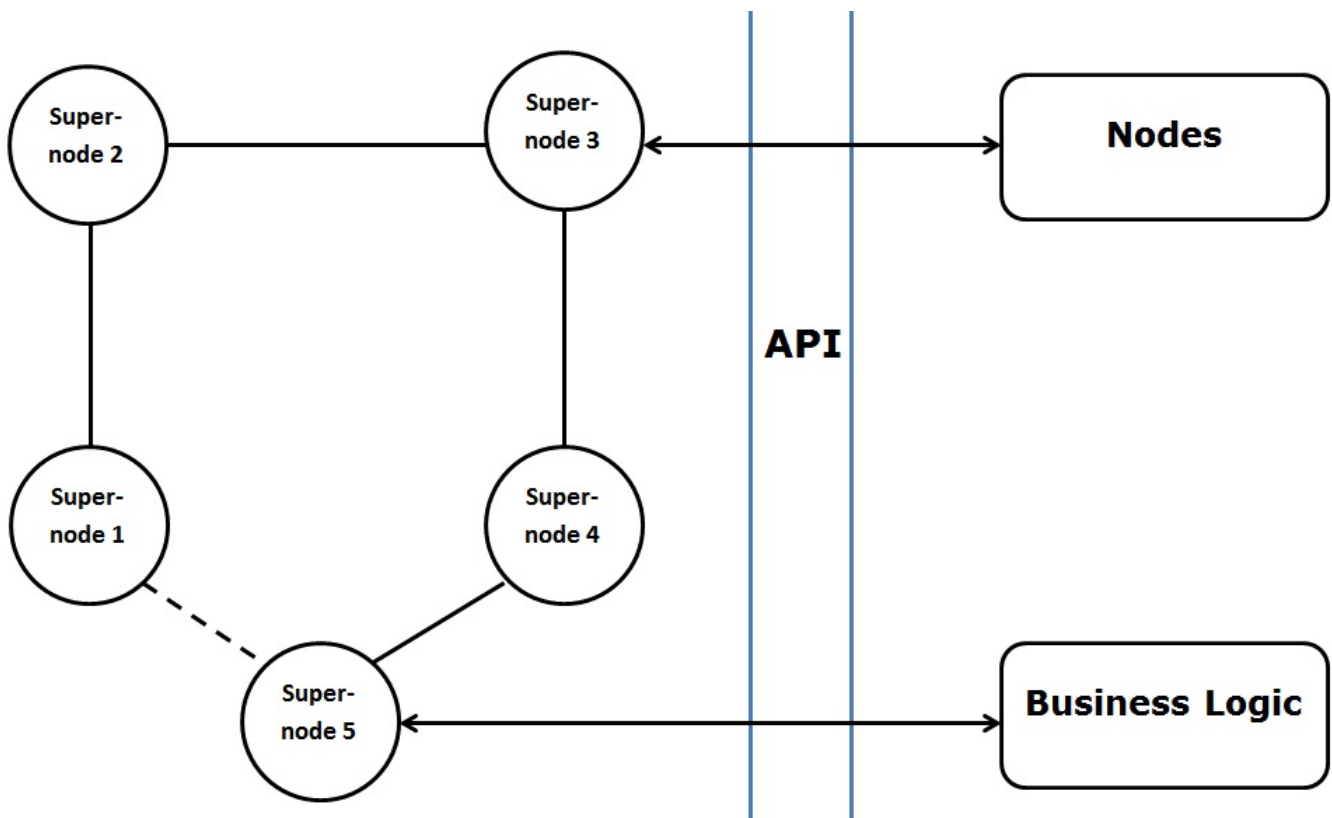 Super-
node 2
Super-
node 3
Nodes
API
Super-
node 1
Super-
node 4
Super-
node 5
Business Logic